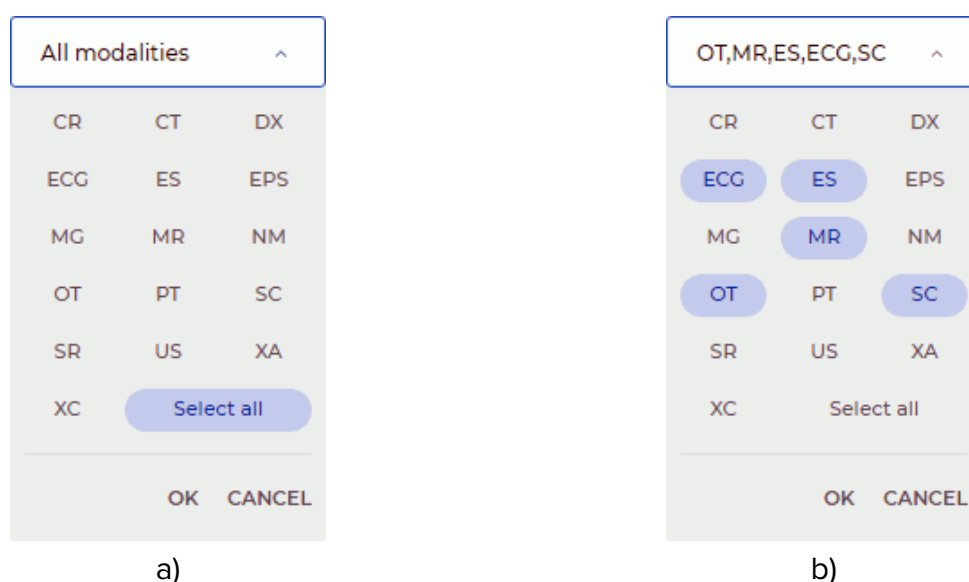 All modalities
CR CT DX
ECG ES EPS
MG MR NM
OT PT SC
SR US XA
XC Select all
OK CANCEL
a)
OT,MR,ES,ECG,SC
CR CT DX
ECG ES EPS
MG MR NM
OT PT SC
SR US XA
XC Select all
OK CANCEL
b)